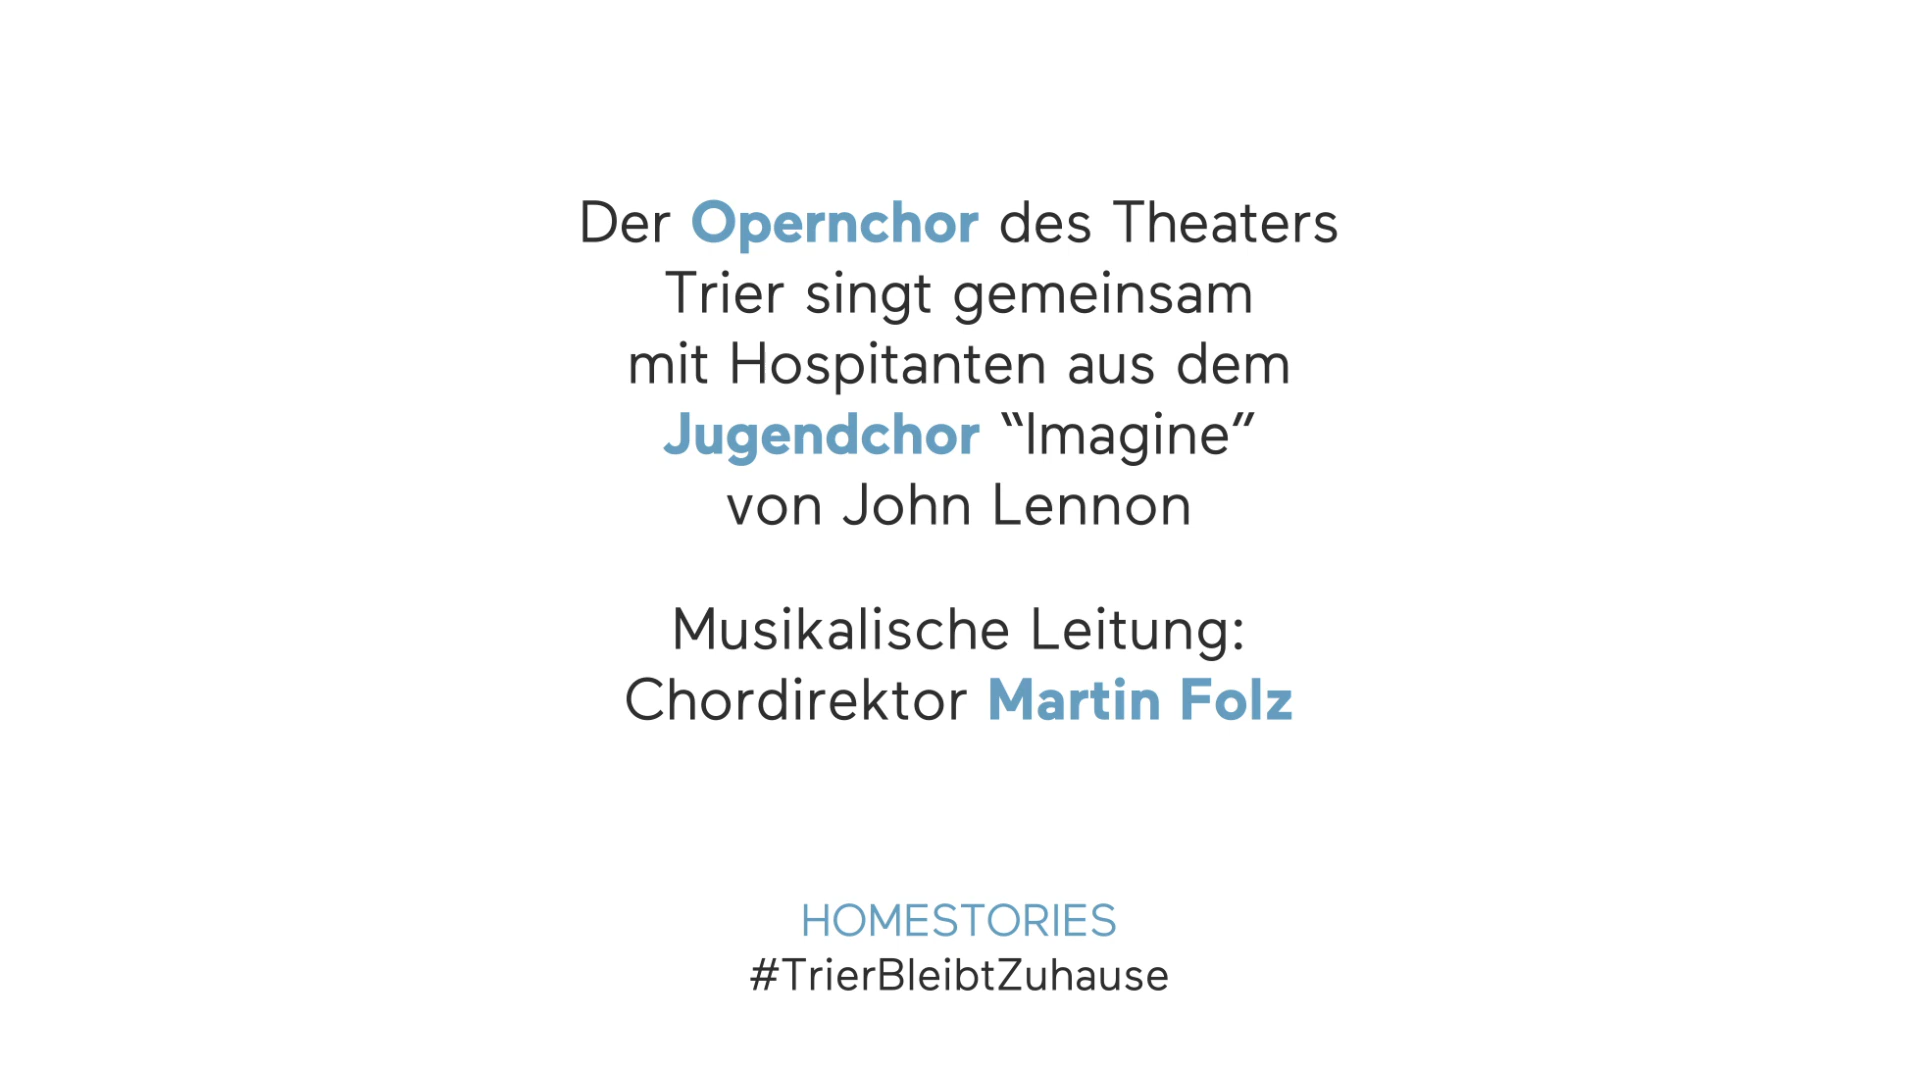 Der Opernchor des Theaters
Trier singt gemeinsam
mit Hospitanten aus dem
Jugendchor “Imagine”
von John Lennon
Musikalische Leitung:
Chordirektor Martin Folz
HOMESTORIES
#TrierBleibtZuhause